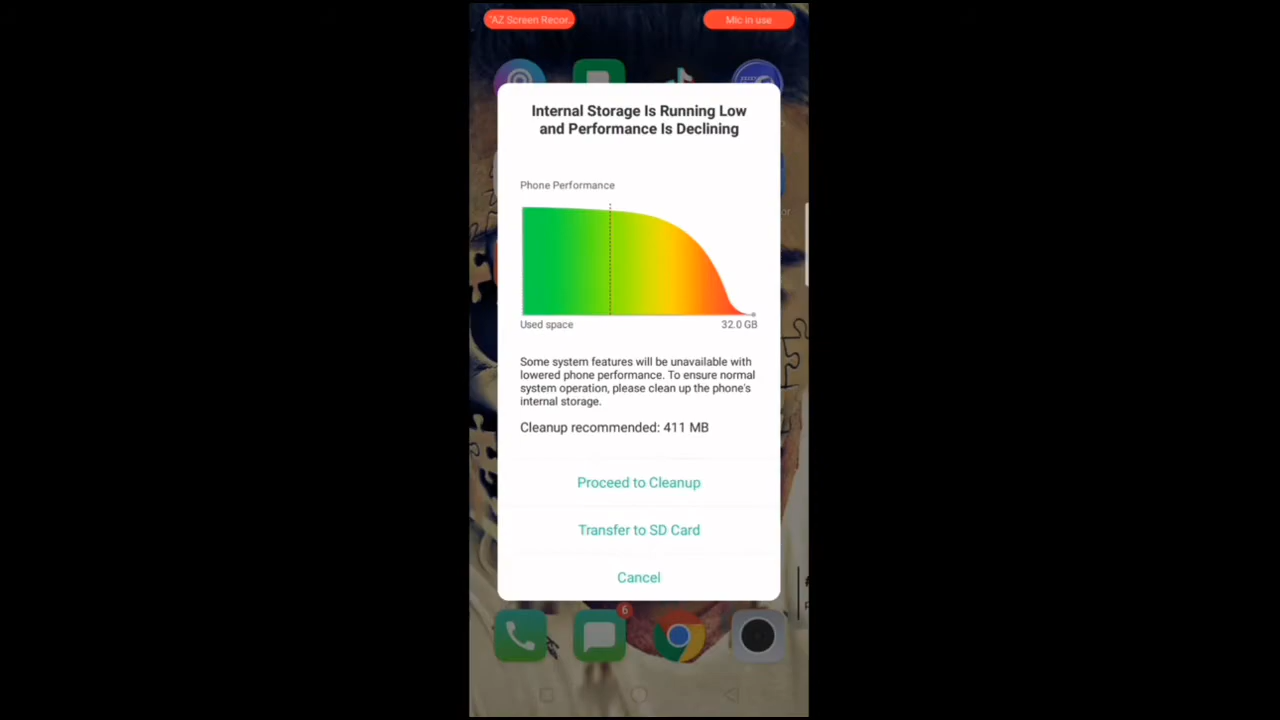 'AZ Screen Recor..
Mic in use
Internal Storage Is Running Low
and Performance Is Declining
Phone Performance
Used space
32.0 GB
Some system features will be unavailable with
lowered phone performance. To ensure normal
system operation, please clean up the phone's
internal storage.
Cleanup recommended: 411 MB
Proceed to Cleanup
Transfer to SD Card
Cancel
6